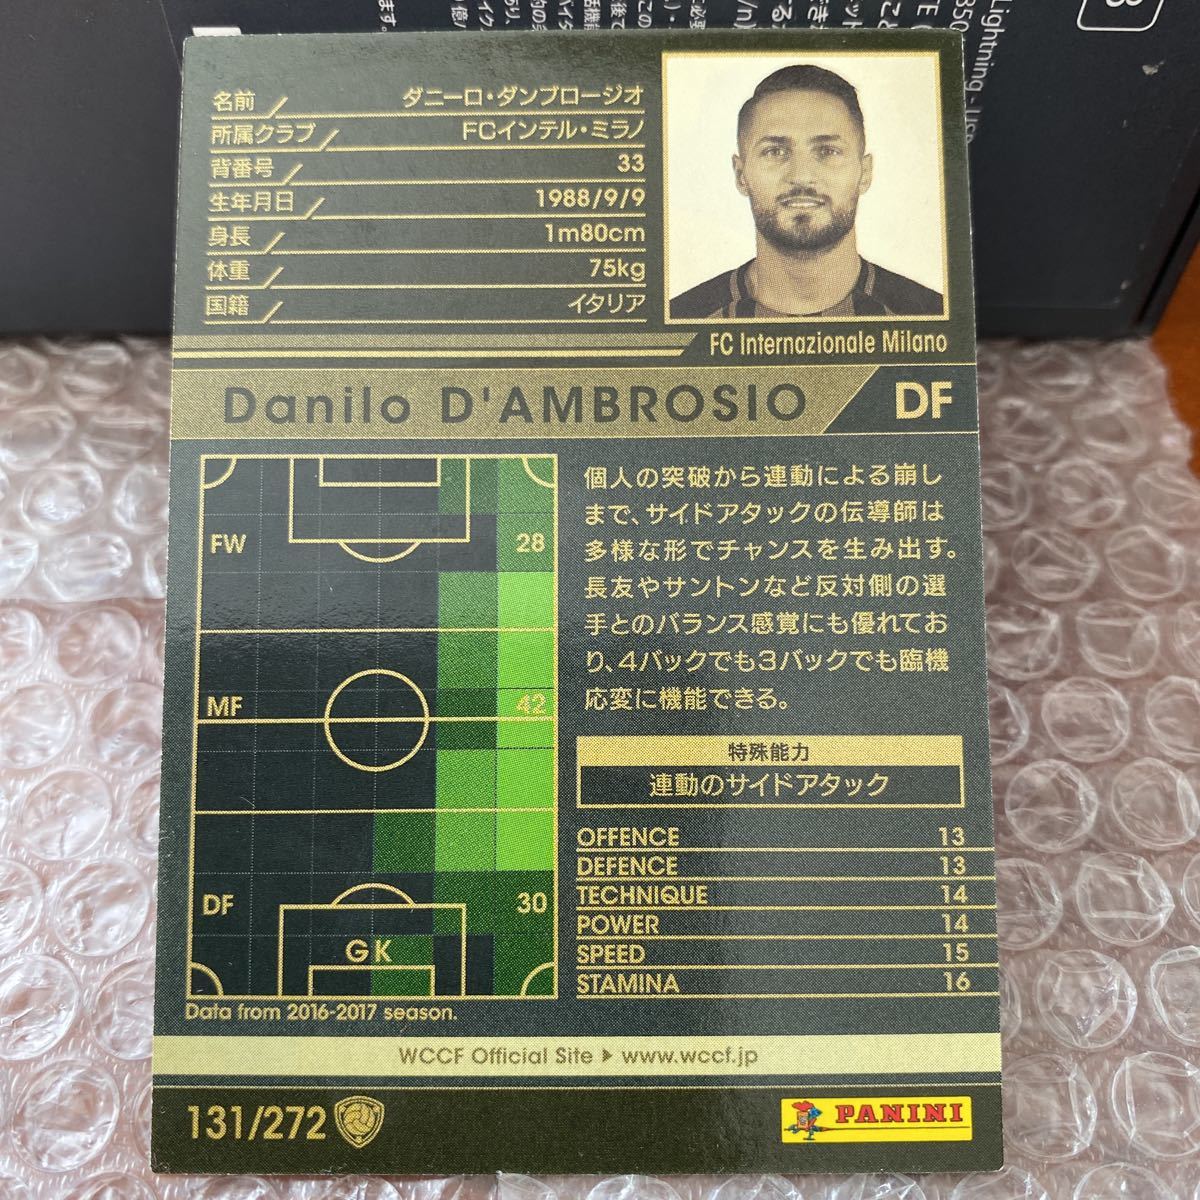 Lightning - USB
名前 ダニーロ・ダンブロージオ
所属クラブ FCインテル・ミラノ
背番号 33
生年月日 1988/9/9
身長 1m80cm
体重 75kg
国籍 イタリア
FC Internazionale Milano
Danilo D'AMBROSIO DF
FW 28
MF 42
DF 30
GK
Data from 2016-2017 season.
個人の突破から連動による崩し
まで、サイドアタックの伝導師は
多様な形でチャンスを生み出す。
長友やサントンなど反対側の選
手とのバランス感覚にも優れてお
り、4バックでも3バックでも臨機
応変に機能できる。
特殊能力
連動のサイドアタック
OFFENCE 13
DEFENCE 13
TECHNIQUE 14
POWER 14
SPEED 15
STAMINA 16
WCCF Official Site ▶ www.wccf.jp
131/272
PANINI